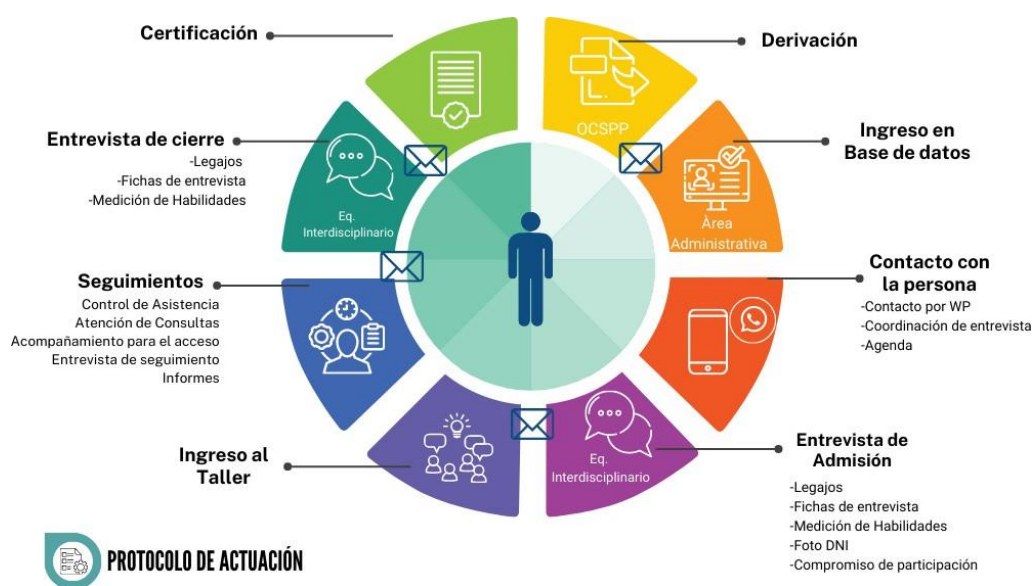 Certificación
Derivación
OCSPP
Entrevista de cierre
-Legajos
-Fichas de entrevista
-Medición de Habilidades
Eq.
Interdisciplinario
Ingreso en
Base de datos
Àrea
Administrativa
Seguimientos
Control de Asistencia
Atención de Consultas
Acompañamiento para el acceso
Entrevista de seguimiento
Informes
Contacto con
la persona
-Contacto por WP
-Coordinación de entrevista
-Agenda
Ingreso al
Taller
Eq.
Interdisciplinario
Entrevista de
Admisión
-Legajos
-Fichas de entrevista
-Medición de Habilidades
-Foto DNI
-Compromiso de participación
PROTOCOLO DE ACTUACIÓN